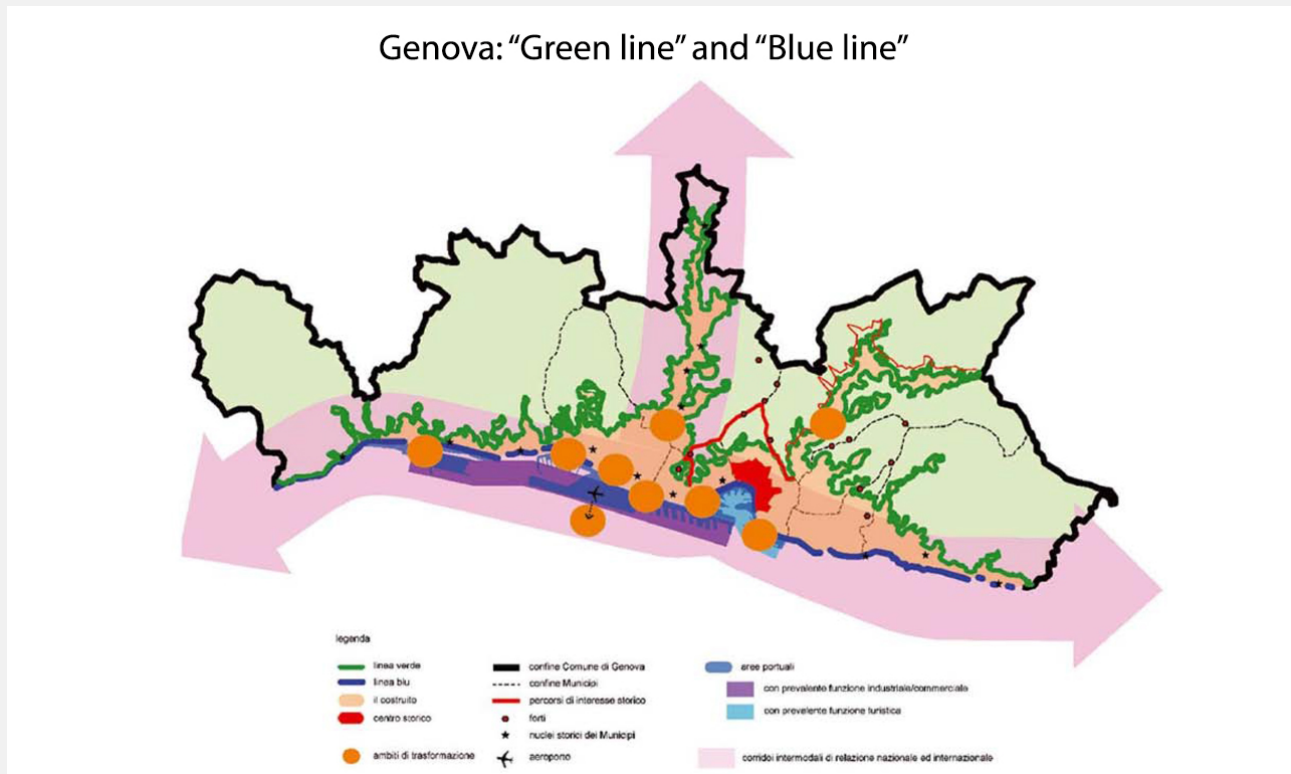 Genova: “Green line” and “Blue line”
legenda
linea verde
linea blu
il costruito
centro storico
ambiti di trasformazione
confine Comune di Genova
confine Municipi
percorsi di interesse storico
forti
nuclei storici dei Municipi
aeroporto
aree portuali
con prevalente funzione industriale/commerciale
con prevalente funzione turistica
corridoi intermodali di relazione nazionale ed internazionale